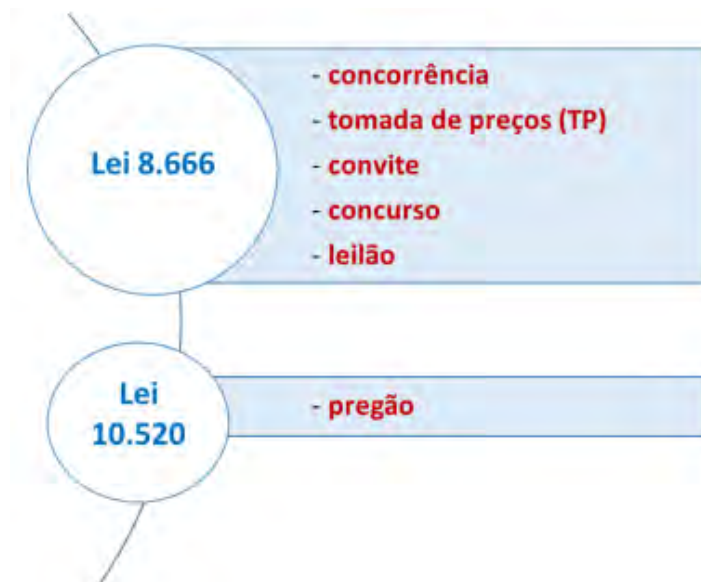 Lei 8.666
- concorrência
- tomada de preços (TP)
- convite
- concurso
- leilão
Lei
10.520
- pregão